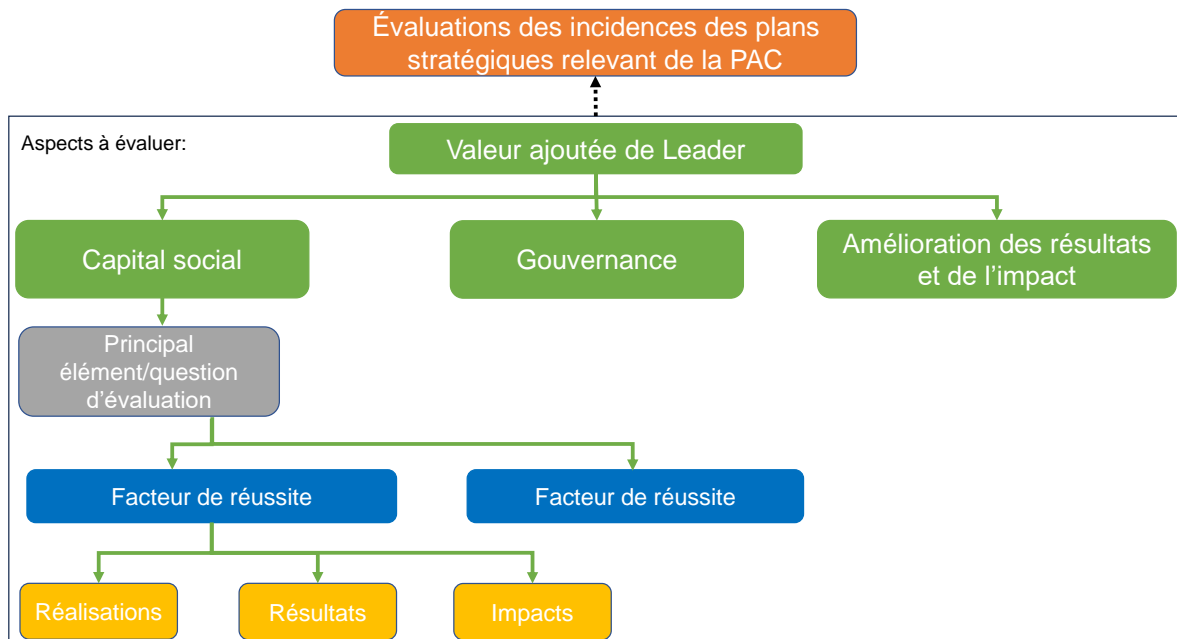 Évaluations des incidences des plans
stratégiques relevant de la PAC
Aspects à évaluer:
Valeur ajoutée de Leader
Capital social
Gouvernance
Amélioration des résultats
et de l’impact
Principal
élément/question
d’évaluation
Facteur de réussite
Facteur de réussite
Réalisations
Résultats
Impacts